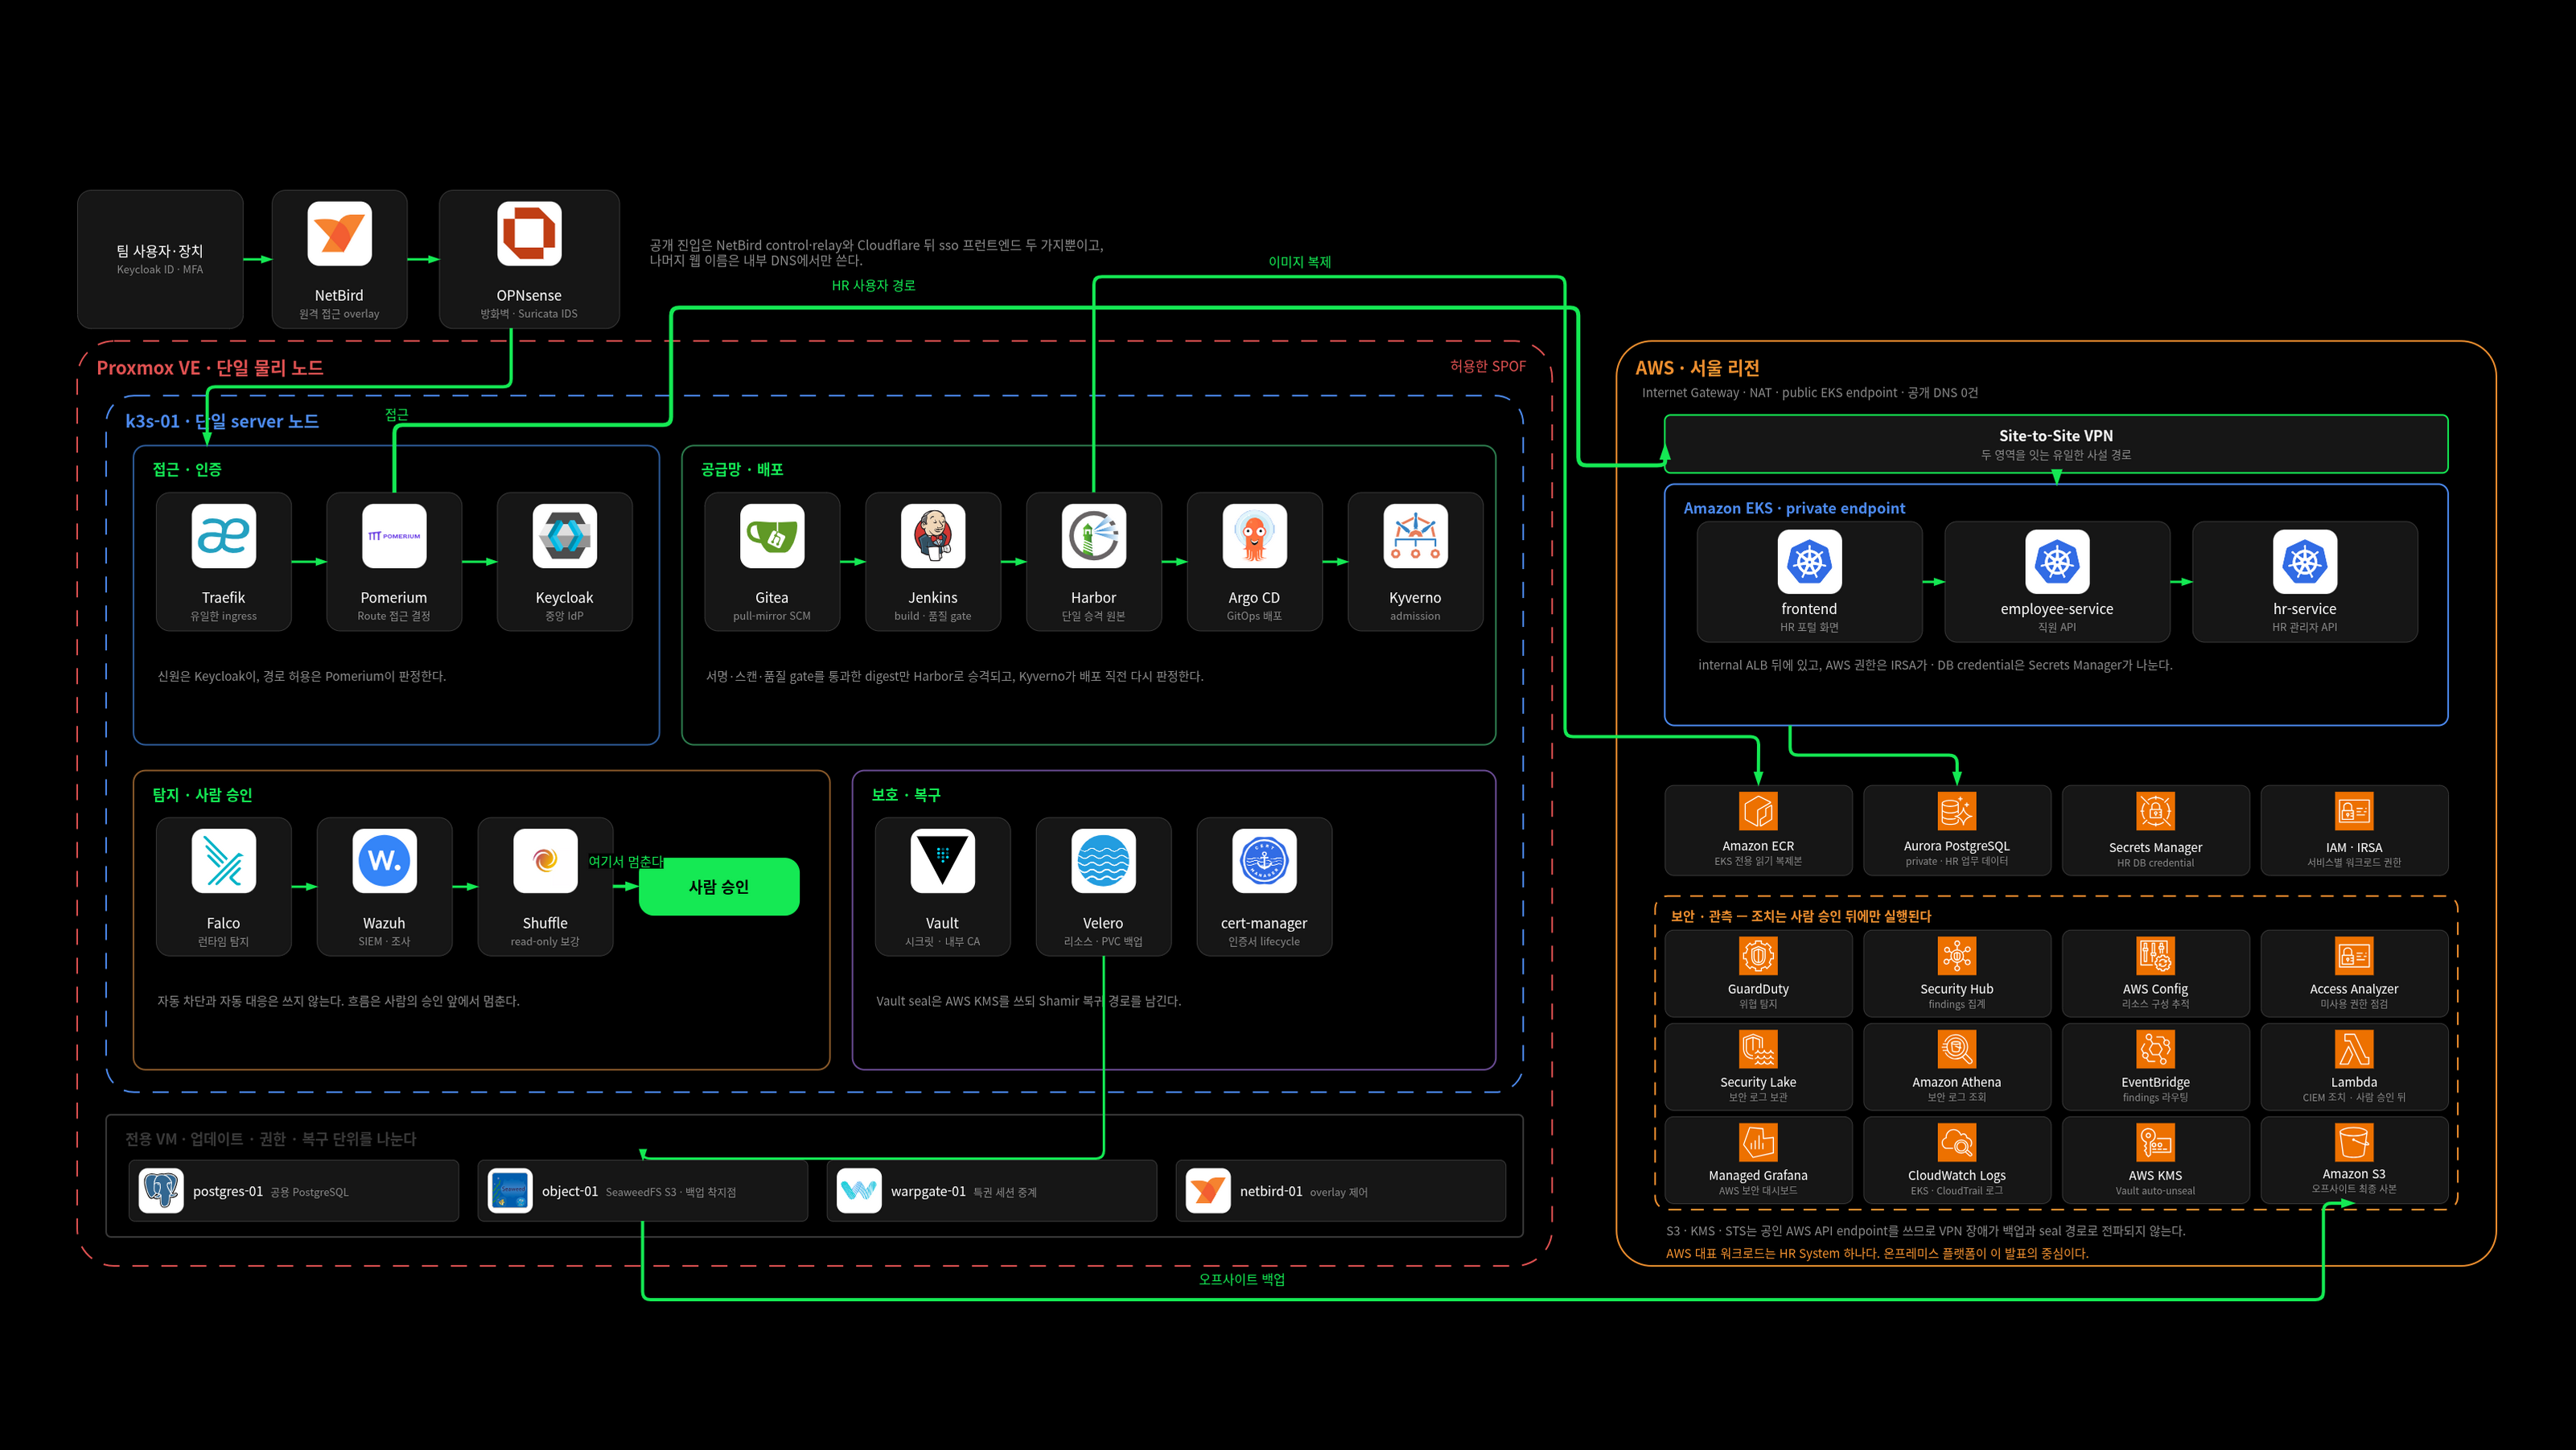 팀 사용자·장치
Keycloak ID · MFA
NetBird
원격 접근 overlay
OPNsense
방화벽 · Suricata IDS
공개 진입은 NetBird control·relay와 Cloudflare 뒤 sso 프런트엔드 두 가지뿐이고,
나머지 웹 이름은 내부 DNS에서만 쓴다.
이미지 복제
HR 사용자 경로
Proxmox VE · 단일 물리 노드
허용한 SPOF
k3s-01 · 단일 server 노드
접근
접근 · 인증
Traefik
유일한 ingress
POMERIUM
Pomerium
Route 접근 결정
Keycloak
중앙 IdP
신원은 Keycloak이, 경로 허용은 Pomerium이 판정한다.
공급망 · 배포
Gitea
pull-mirror SCM
Jenkins
build · 품질 gate
Harbor
단일 승격 원본
Argo CD
GitOps 배포
Kyverno
admission
서명·스캔·품질 gate를 통과한 digest만 Harbor로 승격되고, Kyverno가 배포 직전 다시 판정한다.
탐지 · 사람 승인
Falco
런타임 탐지
W.
Wazuh
SIEM · 조사
Shuffle
read-only 보강
여기서 멈춘다
사람 승인
자동 차단과 자동 대응은 쓰지 않는다. 흐름은 사람의 승인 앞에서 멈춘다.
보호 · 복구
Vault
시크릿 · 내부 CA
Velero
리소스 · PVC 백업
CERT
MANAGER
cert-manager
인증서 lifecycle
Vault seal은 AWS KMS를 쓰되 Shamir 복구 경로를 남긴다.
전용 VM · 업데이트 · 권한 · 복구 단위를 나눈다
postgres-01 공용 PostgreSQL
object-01 SeaweedFS S3 · 백업 착지점
warpgate-01 특권 세션 중계
netbird-01 overlay 제어
오프사이트 백업
AWS · 서울 리전
Internet Gateway · NAT · public EKS endpoint · 공개 DNS 0건
Site-to-Site VPN
두 영역을 잇는 유일한 사설 경로
Amazon EKS · private endpoint
frontend
HR 포털 화면
employee-service
직원 API
hr-service
HR 관리자 API
internal ALB 뒤에 있고, AWS 권한은 IRSA가 · DB credential은 Secrets Manager가 나눈다.
Amazon ECR
EKS 전용 읽기 복제본
Aurora PostgreSQL
private · HR 업무 데이터
Secrets Manager
HR DB credential
IAM · IRSA
서비스별 워크로드 권한
보안 · 관측 — 조치는 사람 승인 뒤에만 실행된다
GuardDuty
위협 탐지
Security Hub
findings 집계
AWS Config
리소스 구성 추적
Access Analyzer
미사용 권한 점검
Security Lake
보안 로그 보관
Amazon Athena
보안 로그 조회
EventBridge
findings 라우팅
Lambda
CIEM 조치 · 사람 승인 뒤
Managed Grafana
AWS 보안 대시보드
CloudWatch Logs
EKS · CloudTrail 로그
AWS KMS
Vault auto-unseal
Amazon S3
오프사이트 최종 사본
S3 · KMS · STS는 공인 AWS API endpoint를 쓰므로 VPN 장애가 백업과 seal 경로로 전파되지 않는다.
AWS 대표 워크로드는 HR System 하나다. 온프레미스 플랫폼이 이 발표의 중심이다.